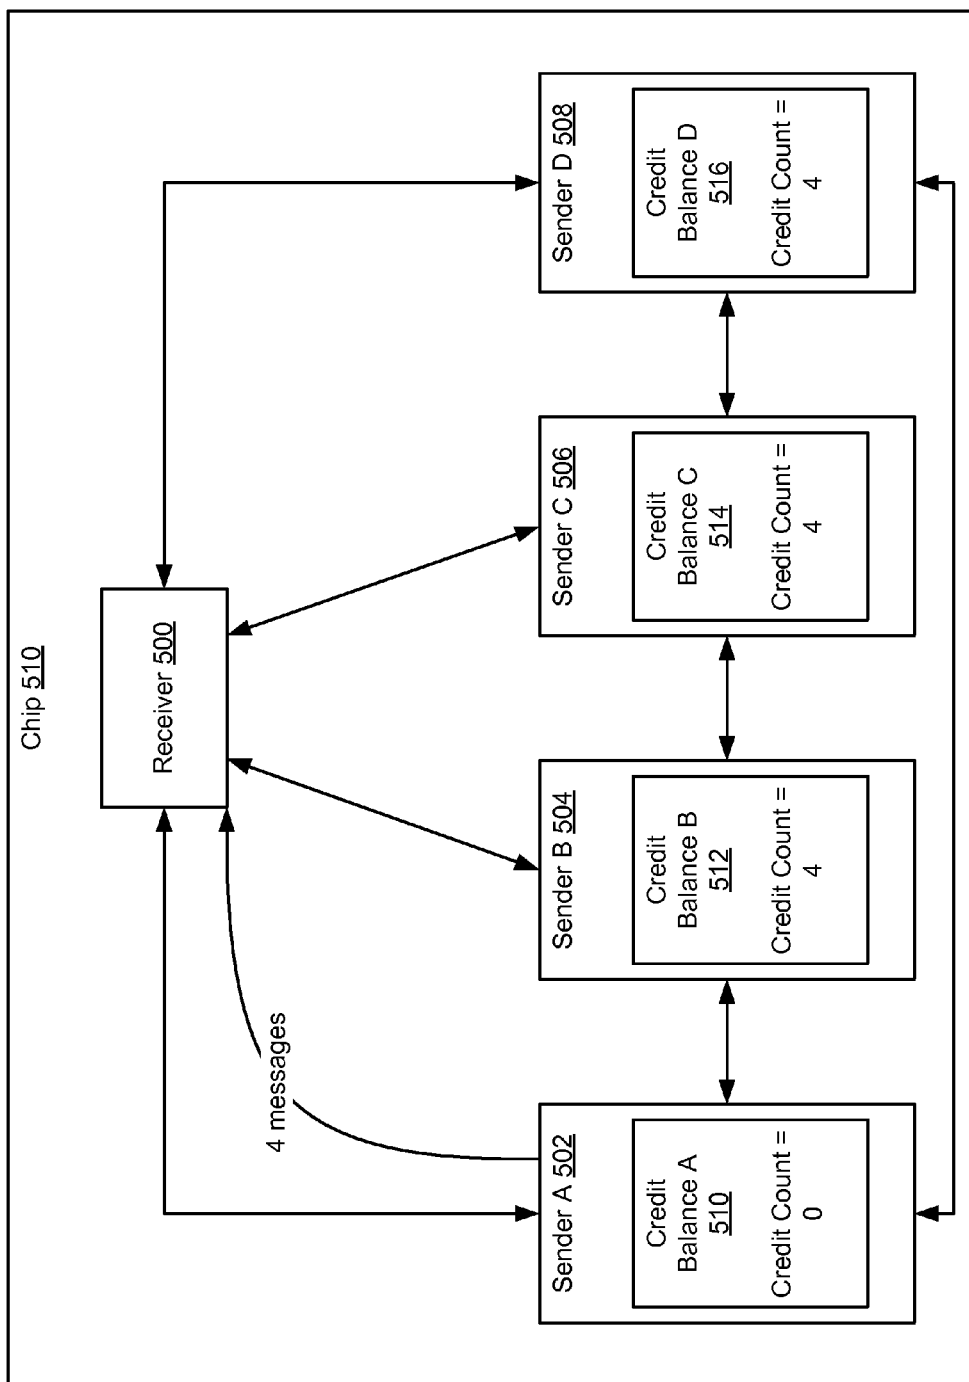 Chip 510
Receiver 500
4 messages
Sender A 502
Credit
Balance A
510
Credit Count =
0
Sender B 504
Credit
Balance B
512
Credit Count =
4
Sender C 506
Credit
Balance C
514
Credit Count =
4
Sender D 508
Credit
Balance D
516
Credit Count =
4